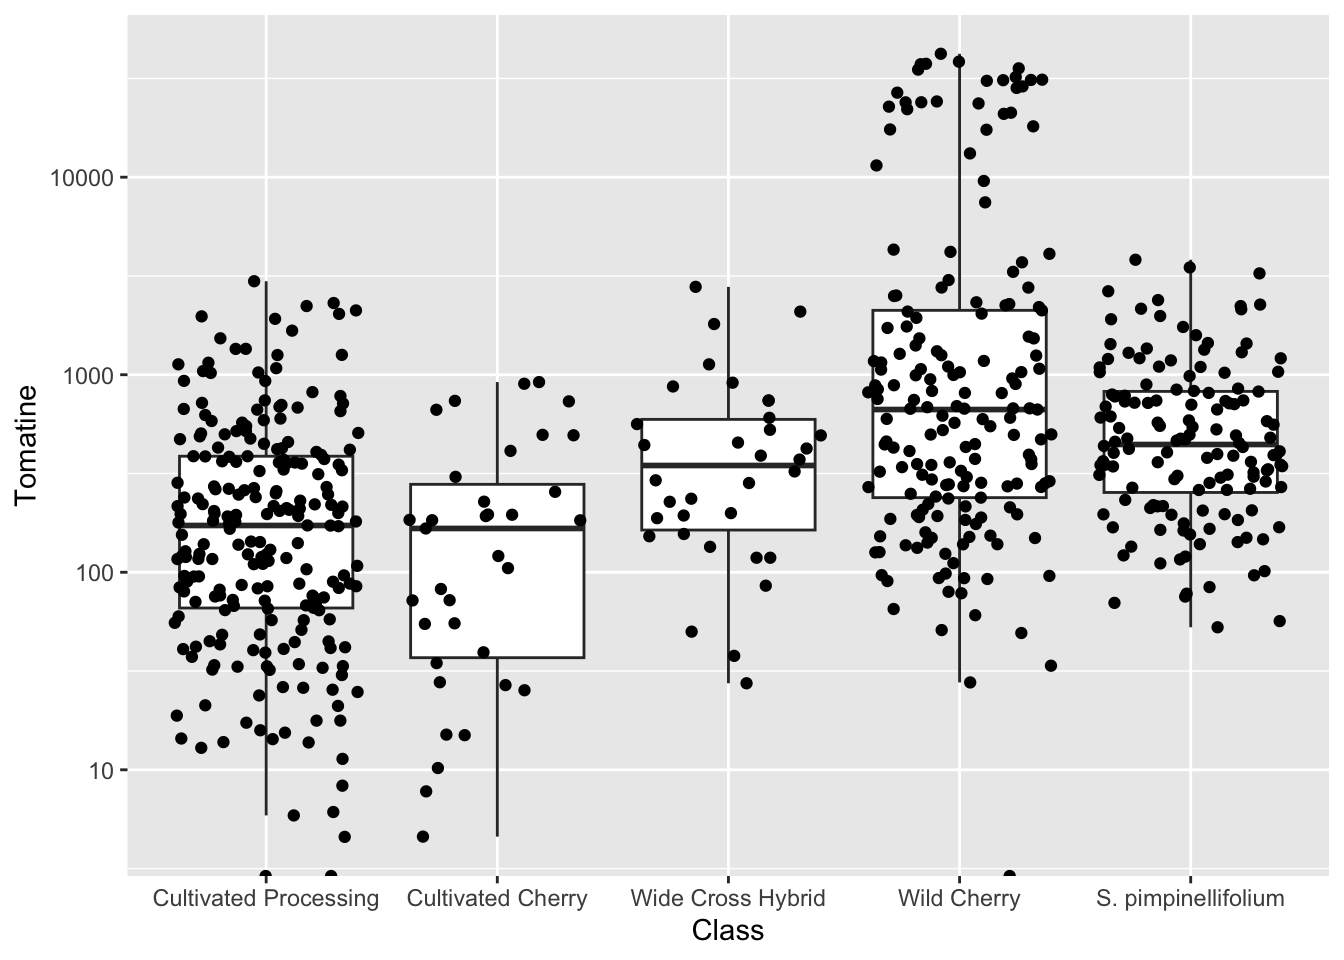 Tomatine
10000
1000
100
10
Cultivated Processing
Cultivated Cherry
Wide Cross Hybrid
Wild Cherry
S. pimpinellifolium
Class